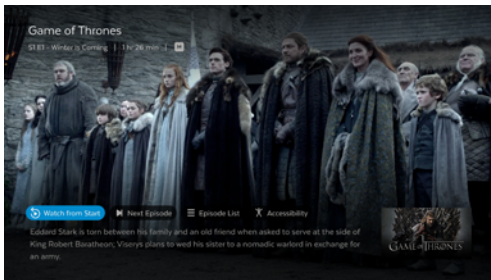 Game of Thrones
S1 E1 - Winter is Coming | 1 hr 26 min |
Watch from Start
Next Episode
Episode List
Accessibility
Eddard Stark is torn between his family and an old friend when asked to serve at the side of
King Robert Baratheon; Viserys plans to wed his sister to a nomadic warlord in exchange for
an army.
GAME OF THRONES